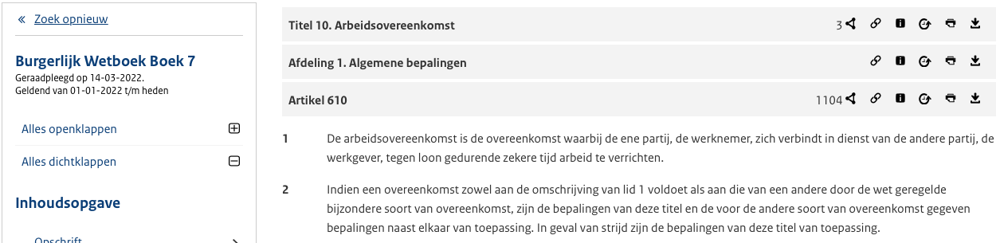 Zoek opnieuw
Burgerlijk Wetboek Boek 7
Geraadpleegd op 14-03-2022.
Geldend van 01-01-2022 t/m heden
Alles openklappen
Alles dichtklappen
Inhoudsopgave
Opschrift
Titel 10. Arbeidsovereenkomst 3
Afdeling 1. Algemene bepalingen
Artikel 610 1104
1 De arbeidsovereenkomst is de overeenkomst waarbij de ene partij, de werknemer, zich verbindt in dienst van de andere partij, de
werkgever, tegen loon gedurende zekere tijd arbeid te verrichten.
2 Indien een overeenkomst zowel aan de omschrijving van lid 1 voldoet als aan die van een andere door de wet geregelde
bijzondere soort van overeenkomst, zijn de bepalingen van deze titel en de voor de andere soort van overeenkomst gegeven
bepalingen naast elkaar van toepassing. In geval van strijd zijn de bepalingen van deze titel van toepassing.